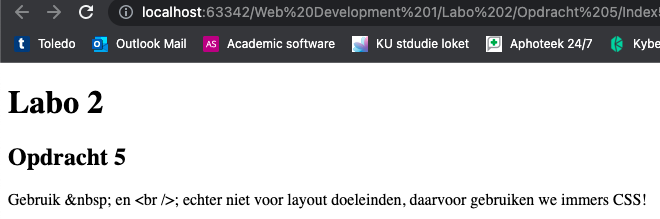 localhost:63342/Web%20Development%201/Labo%202/Opdracht%205/Index
Toledo Outlook Mail AS Academic software KU stdudie loket Aphoteek 24/7 Kybe
Labo 2
Opdracht 5
Gebruik &nbsp; en <br />; echter niet voor layout doeleinden, daarvoor gebruiken we immers CSS!